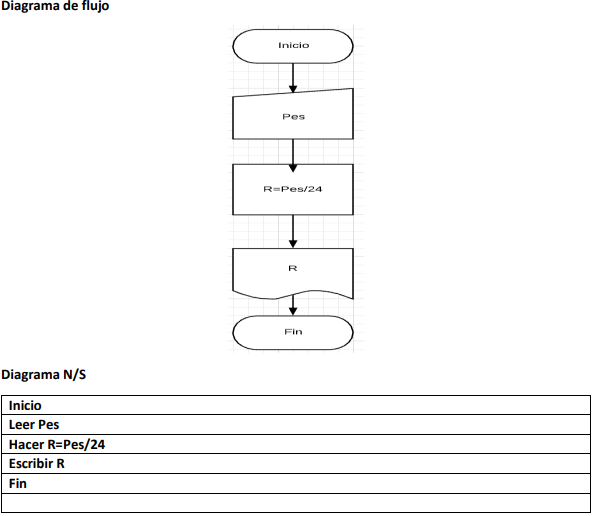 Diagrama de flujo
Inicio
Pes
R=Pes/24
R
Fin
Diagrama N/S
Inicio
Leer Pes
Hacer R=Pes/24
Escribir R
Fin